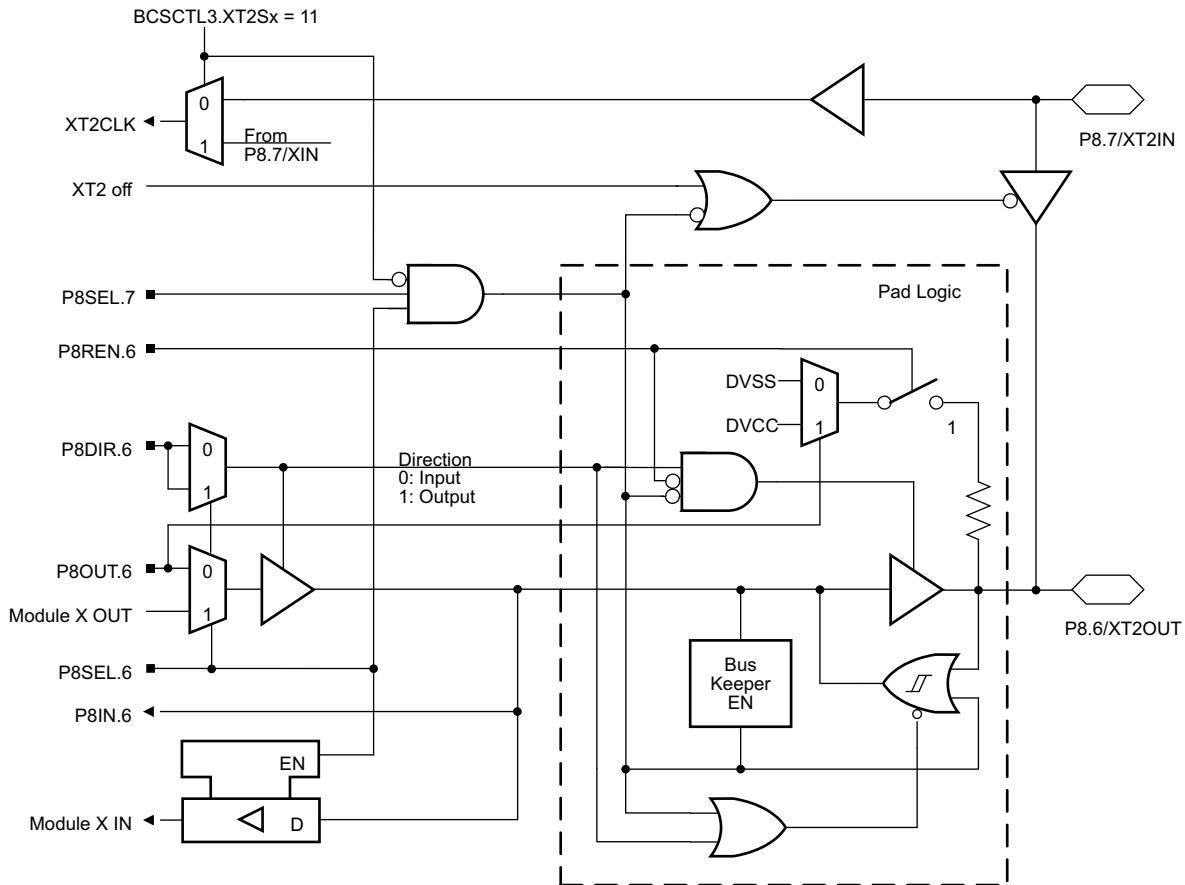 BCSCTL3.XT2Sx = 11
0
XT2CLK
1
From
P8.7/XIN
P8.7/XT2IN
XT2 off
P8SEL.7
Pad Logic
P8REN.6
DVSS
0
DVCC
1
1
P8DIR.6
0
1
Direction
0: Input
1: Output
P8OUT.6
0
Module X OUT
1
P8.6/XT2OUT
P8SEL.6
Bus
Keeper
EN
P8IN.6
EN
Module X IN
D